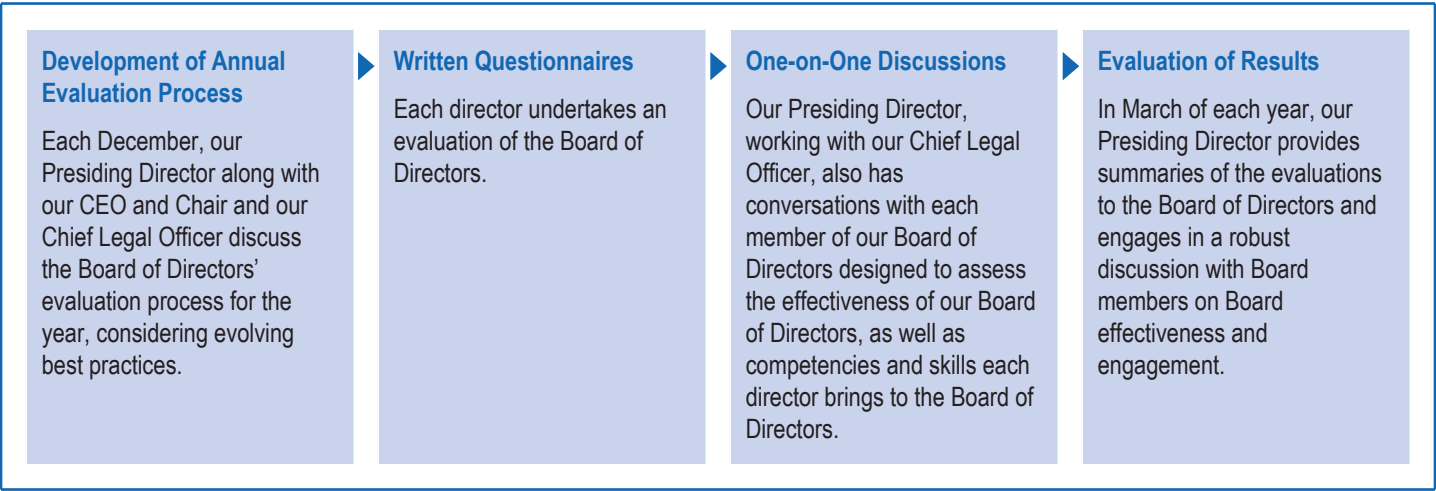 Development of Annual
Evaluation Process
Each December, our
Presiding Director along with
our CEO and Chair and our
Chief Legal Officer discuss
the Board of Directors’
evaluation process for the
year, considering evolving
best practices.
Written Questionnaires
Each director undertakes an
evaluation of the Board of
Directors.
One-on-One Discussions
Our Presiding Director,
working with our Chief Legal
Officer, also has
conversations with each
member of our Board of
Directors designed to assess
the effectiveness of our Board
of Directors, as well as
competencies and skills each
director brings to the Board of
Directors.
Evaluation of Results
In March of each year, our
Presiding Director provides
summaries of the evaluations
to the Board of Directors and
engages in a robust
discussion with Board
members on Board
effectiveness and
engagement.